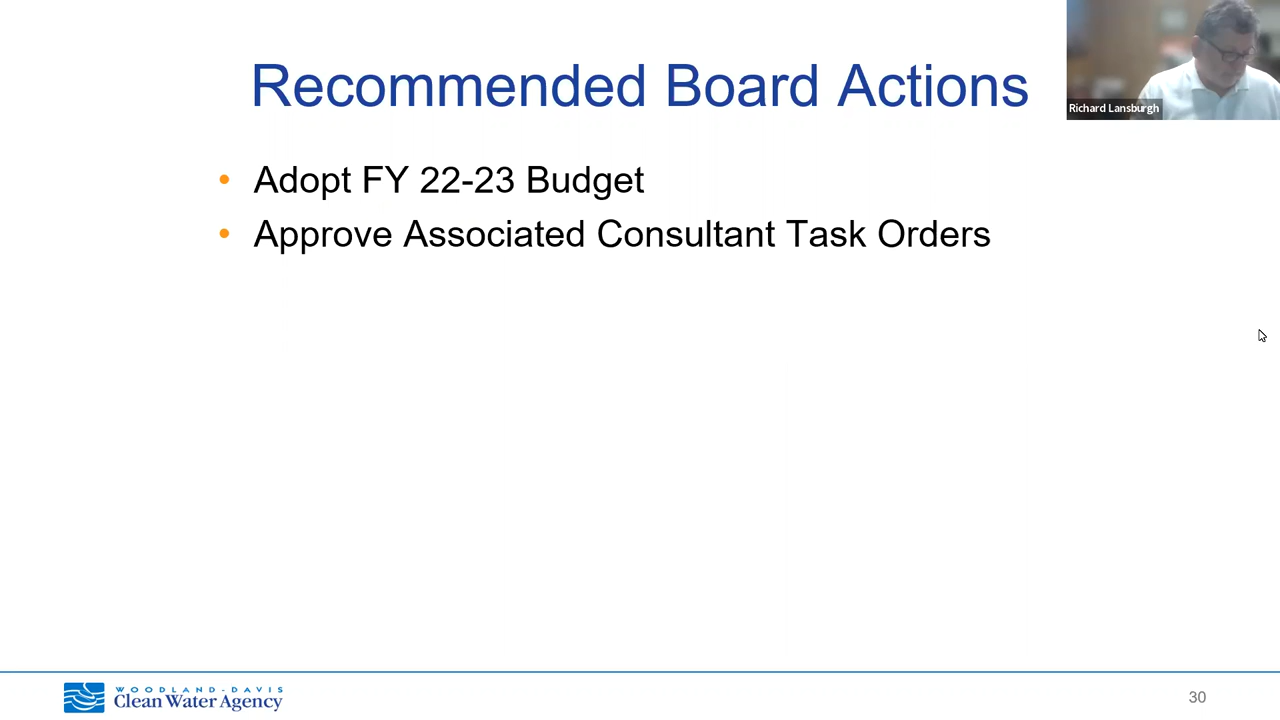 Recommended Board Actions
Richard Lansburgh
• Adopt FY 22-23 Budget
• Approve Associated Consultant Task Orders
WOODLAND-DAVIS
Clean Water Agency
30